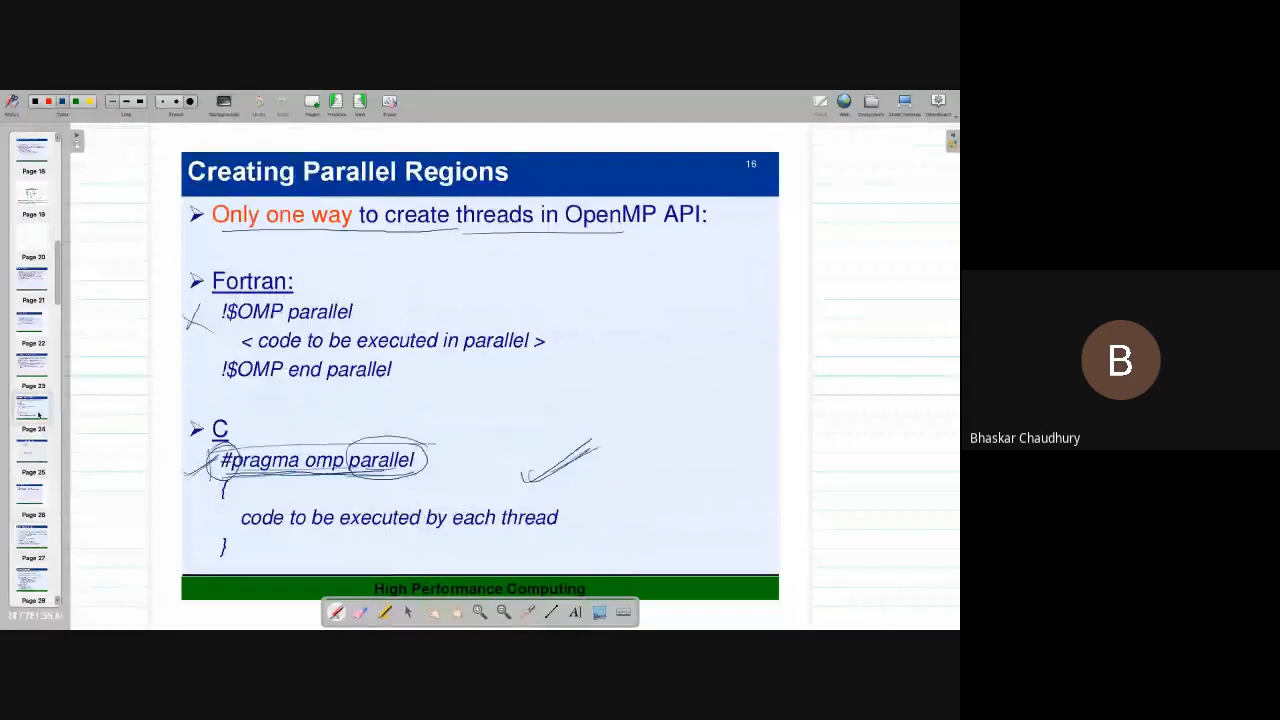 Creating Parallel Regions
16
Only one way to create threads in OpenMP API:
Fortran:
!$OMP parallel
< code to be executed in parallel >
!$OMP end parallel
C
#pragma omp parallel
{
code to be executed by each thread
}
High Performance Computing
Page 18
Page 19
Page 20
Page 21
Page 22
Page 23
Page 24
Page 25
Page 26
Page 27
Page 28
B
Bhaskar Chaudhury